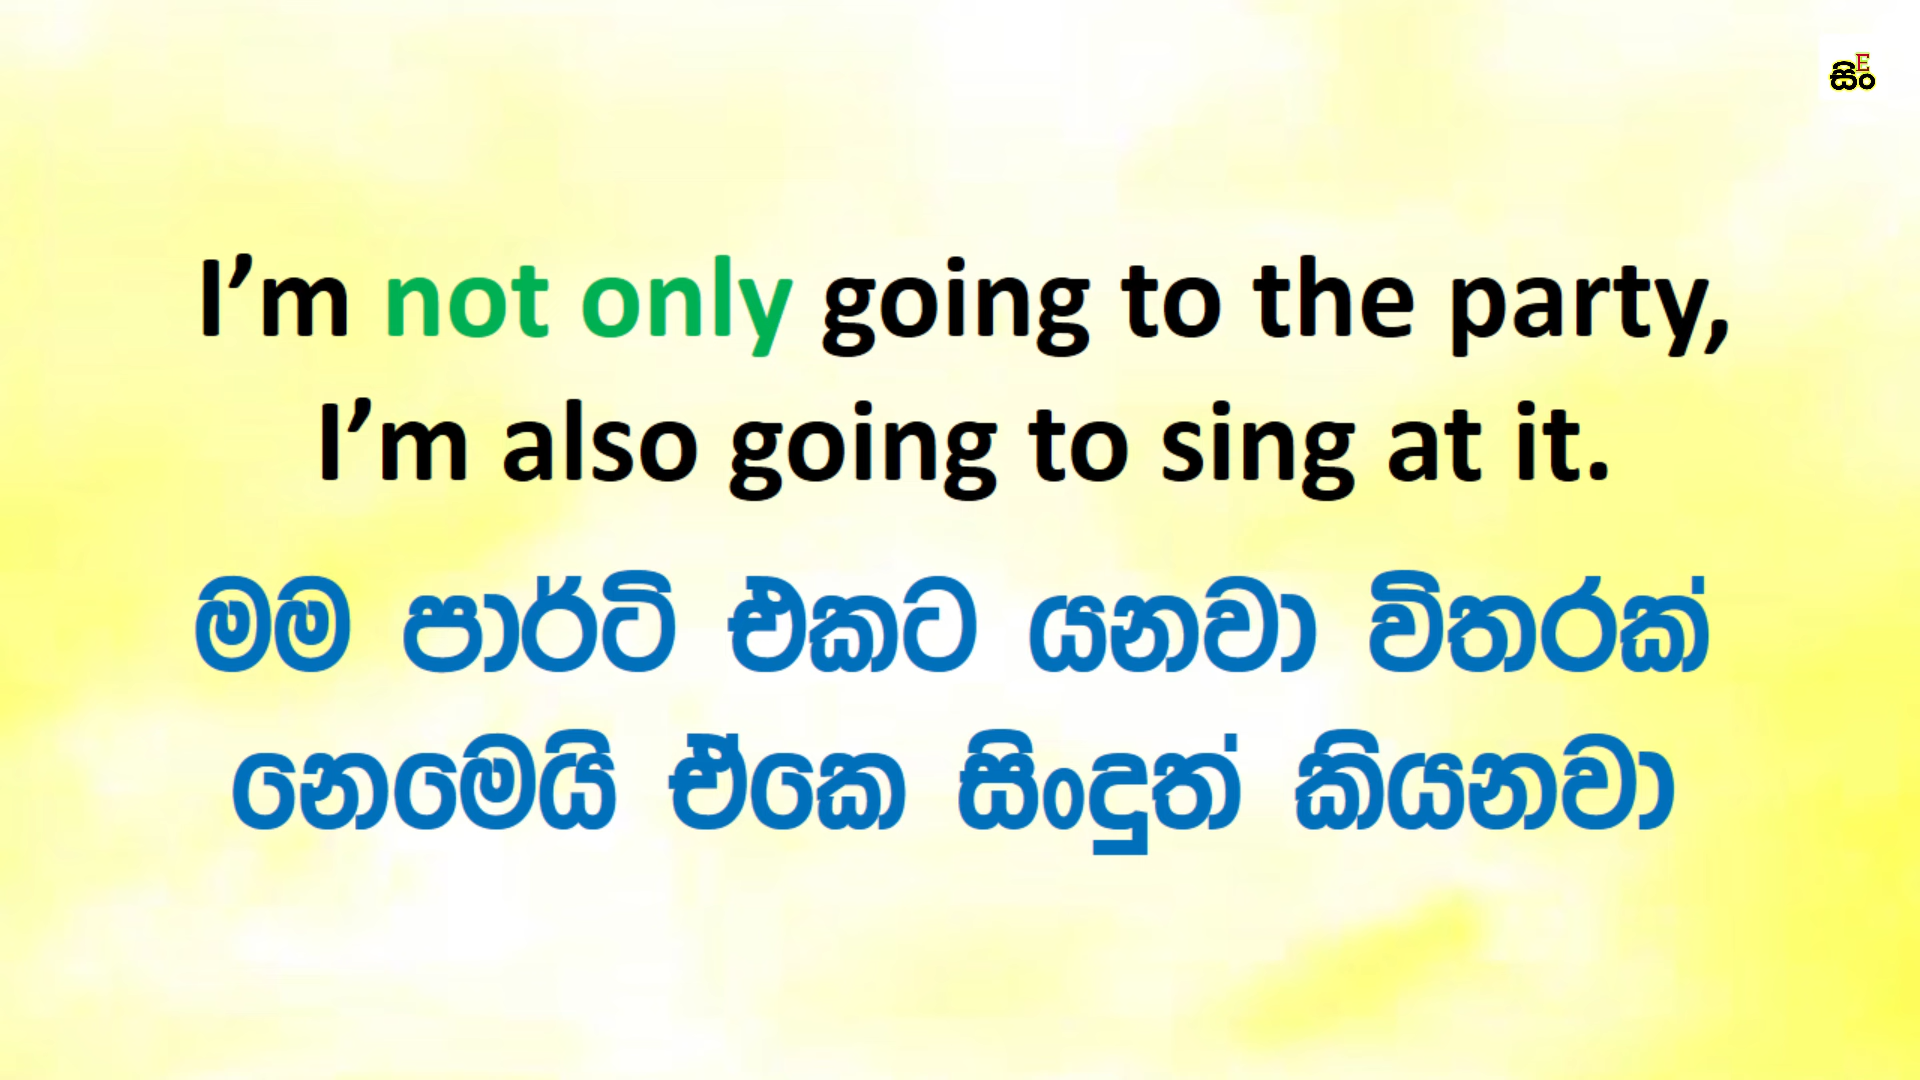 සිංE
I’m not only going to the party,
I’m also going to sing at it.
මම පාර්ටි එකට යනවා විතරක්
නෙමෙයි ඒකෙ සිංදුත් කියනවා